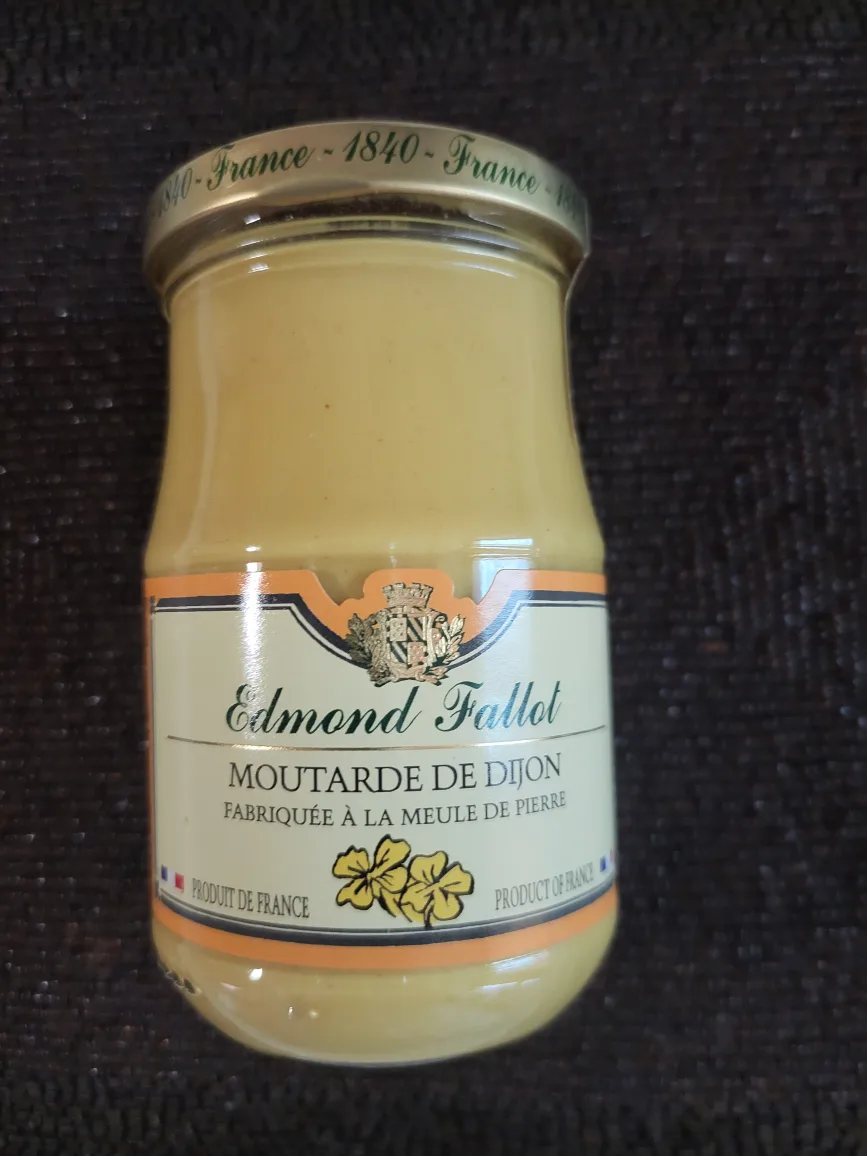 1840 - France ~ 1840 - France - 18
Edmond Fallot
MOUTARDE DE DIJON
FABRIQUÉE À LA MEULE DE PIERRE
PRODUIT DE FRANCE
PRODUCT OF FRANCE